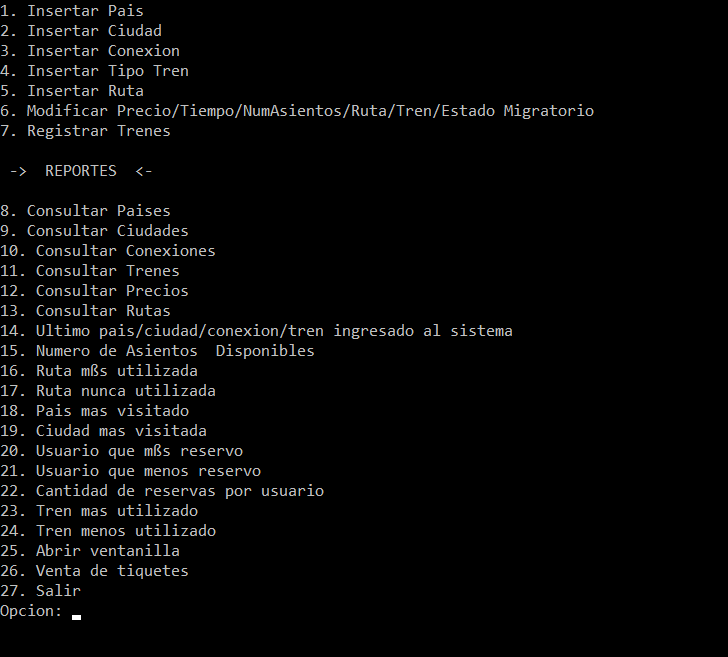 1. Insertar Pais
2. Insertar Ciudad
3. Insertar Conexion
4. Insertar Tipo Tren
5. Insertar Ruta
6. Modificar Precio/Tiempo/NumAsientos/Ruta/Tren/Estado Migratorio
7. Registrar Trenes
-> REPORTES <-
8. Consultar Paises
9. Consultar Ciudades
10. Consultar Conexiones
11. Consultar Trenes
12. Consultar Precios
13. Consultar Rutas
14. Ultimo pais/ciudad/conexion/tren ingresado al sistema
15. Numero de Asientos  Disponibles
16. Ruta mßs utilizada
17. Ruta nunca utilizada
18. Pais mas visitado
19. Ciudad mas visitada
20. Usuario que mßs reservo
21. Usuario que menos reservo
22. Cantidad de reservas por usuario
23. Tren mas utilizado
24. Tren menos utilizado
25. Abrir ventanilla
26. Venta de tiquetes
27. Salir
Opcion: